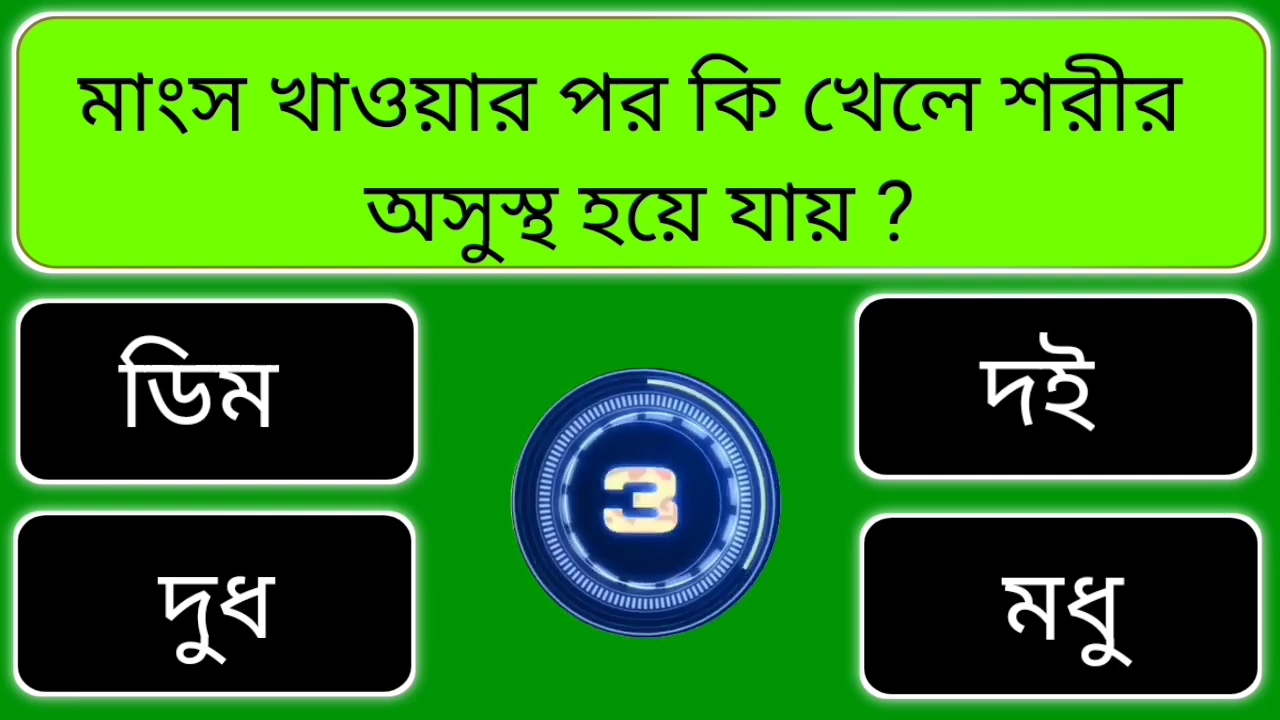 মাংস খাওয়ার পর কি খেলে শরীর
অসুস্থ হয়ে যায় ?
ডিম
দই
3
দুধ
মধু